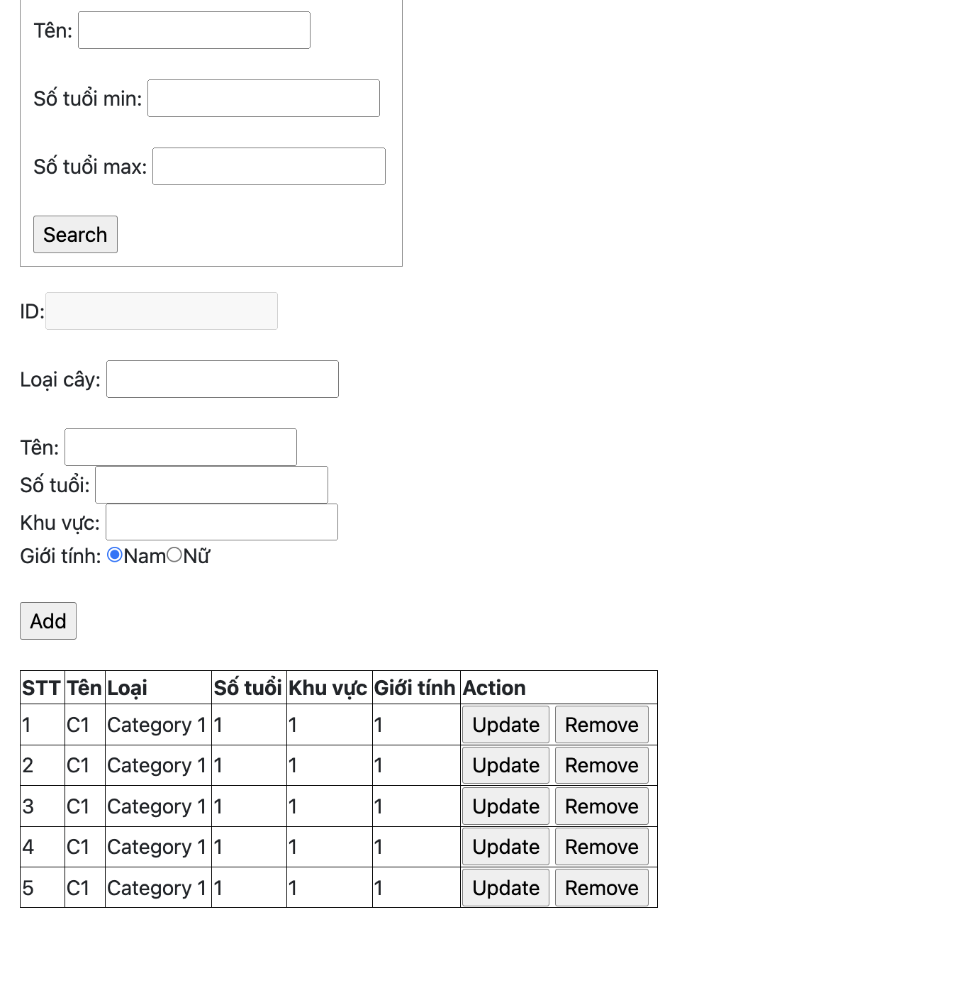 Tên:
Số tuổi min:
Số tuổi max:
Search
ID:
Loại cây:
Tên:
Số tuổi:
Khu vực:
Giới tính: Nam Nữ
Add
STT Tên Loại Số tuổi Khu vực Giới tính Action
1 C1 Category 1 1 1 1 Update Remove
2 C1 Category 1 1 1 1 Update Remove
3 C1 Category 1 1 1 1 Update Remove
4 C1 Category 1 1 1 1 Update Remove
5 C1 Category 1 1 1 1 Update Remove